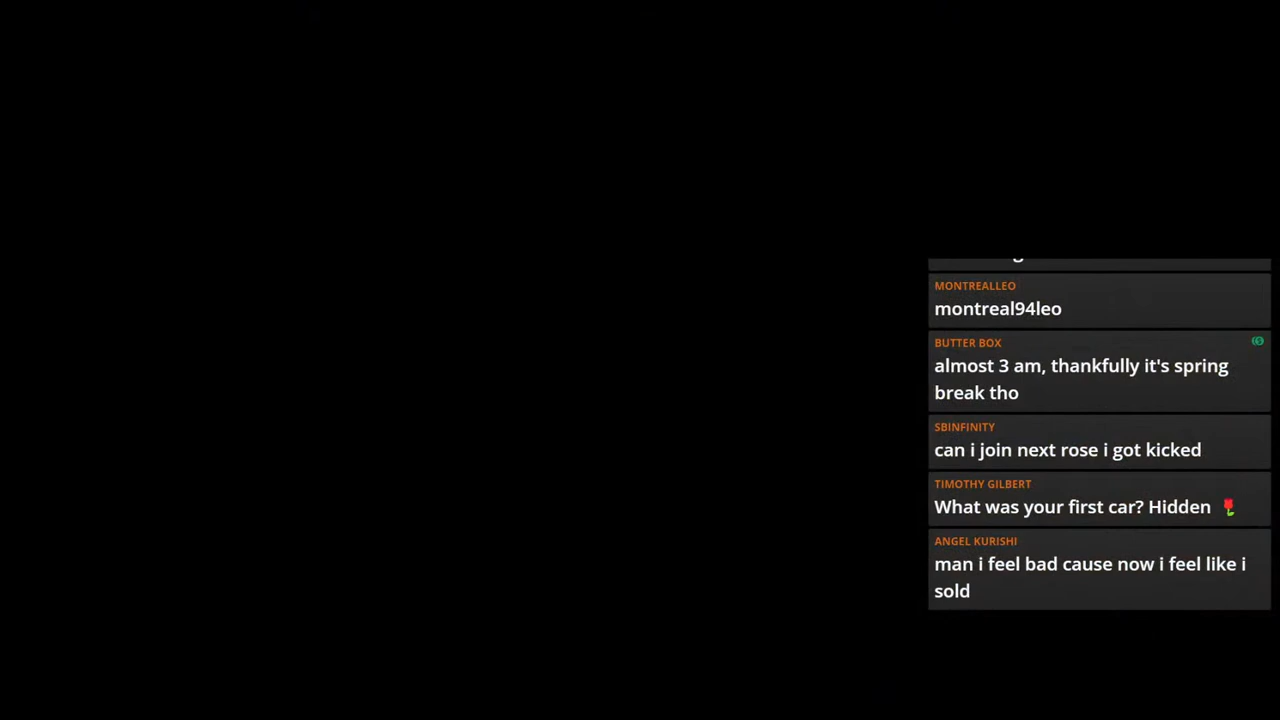 MONTREALLEO
montreal94leo
BUTTER BOX
almost 3 am, thankfully it's spring
break tho
SBINFINITY
can i join next rose i got kicked
TIMOTHY GILBERT
What was your first car? Hidden 🌹
ANGEL KURISHI
man i feel bad cause now i feel like i
sold